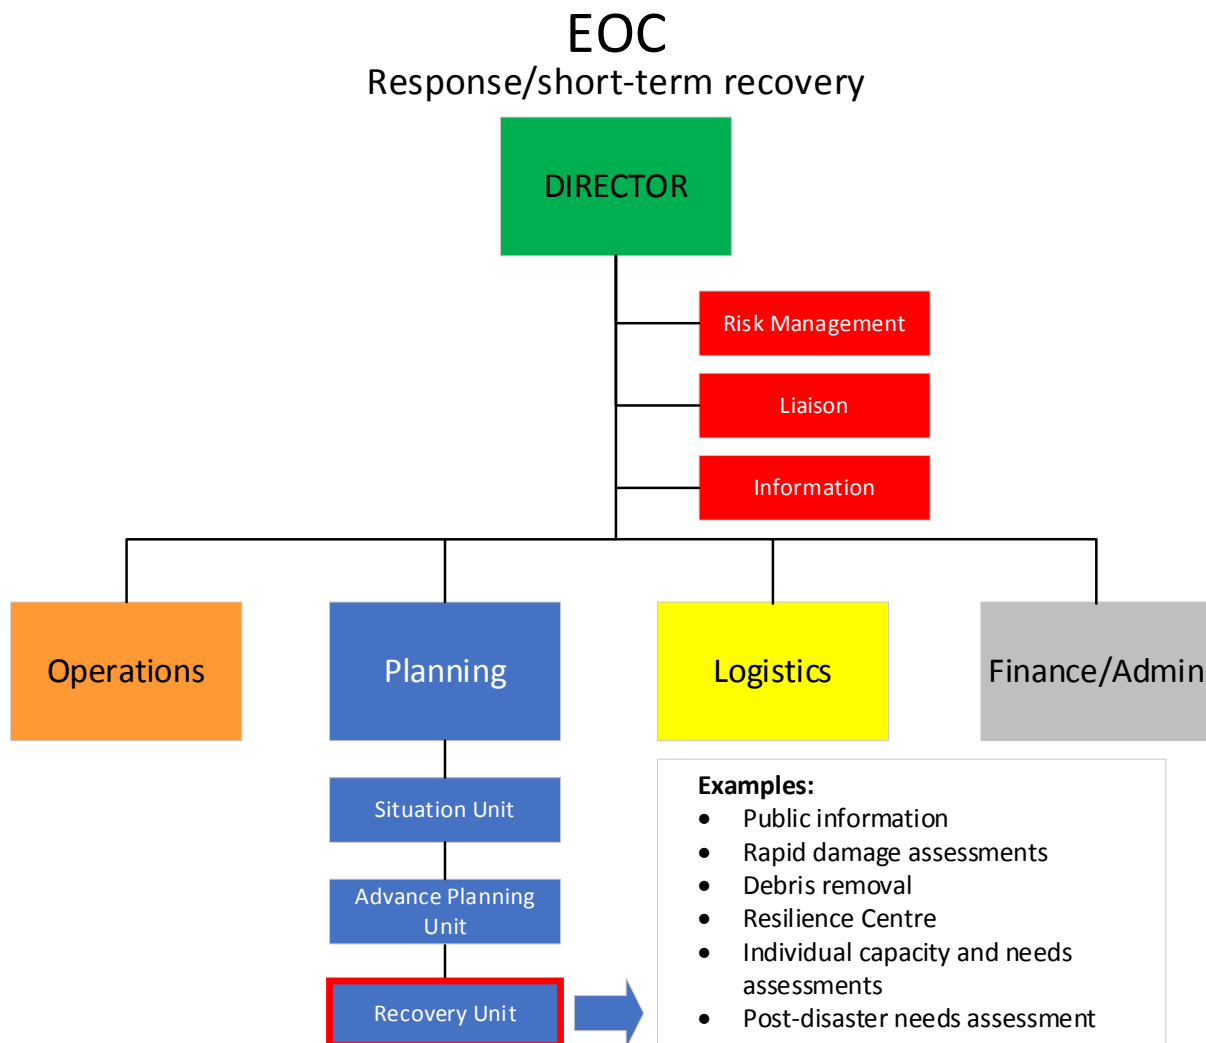 EOC
Response/short-term recovery
DIRECTOR
Risk Management
Liaison
Information
Operations
Planning
Logistics
Finance/Admin
Situation Unit
Advance Planning
Unit
Recovery Unit
Examples:
• Public information
• Rapid damage assessments
• Debris removal
• Resilience Centre
• Individual capacity and needs
assessments
• Post-disaster needs assessment